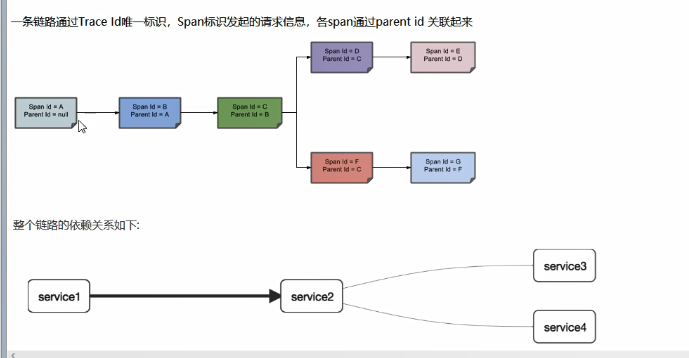 一条链路通过Trace Id唯一标识，Span标识发起的请求信息，各span通过parent id 关联起来
Span Id = D
Parent Id = C
Span Id = E
Parent Id = D
Span Id = A
Parent Id = null
Span Id = B
Parent Id = A
Span Id = C
Parent Id = B
Span Id = F
Parent Id = C
Span Id = G
Parent Id = F
整个链路的依赖关系如下:
service3
service1
service2
service4